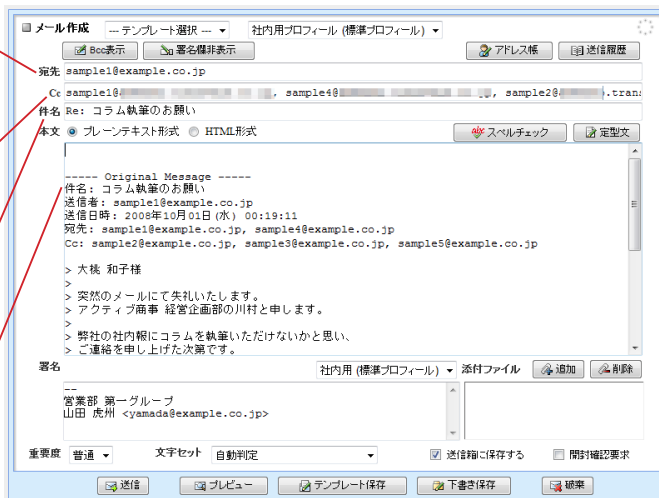 メール作成 --- テンプレート選択 --- 社内用プロフィール (標準プロフィール)
Bcc表示 署名欄非表示 アドレス帳 送信履歴
宛先 sample1@example.co.jp
Cc sample1@ , sample4@ , sample2@ .trans
件名 Re: コラム執筆のお願い
本文 プレーンテキスト形式 HTML形式 abc スペルチェック 定型文
----- Original Message -----
件名: コラム執筆のお願い
送信者: sample1@example.co.jp
送信日時: 2008年10月01日(水) 00:19:11
宛先: sample1@example.co.jp, sample4@example.co.jp
Cc: sample2@example.co.jp, sample3@example.co.jp, sample5@example.co.jp
> 大桃 和子様
>
> 突然のメールにて失礼いたします。
> アクティブ商事 経営企画部の川村と申します。
>
> 弊社の社内報にコラムを執筆いただけないかと思い、
> ご連絡を申し上げた次第です。
署名 社内用 (標準プロフィール) 添付ファイル 追加 削除
--
営業部 第一グループ
山田 虎州 <yamada@example.co.jp>
重要度 普通 文字セット 自動判定 送信箱に保存する 開封確認要求
送信 プレビュー テンプレート保存 下書き保存 破棄